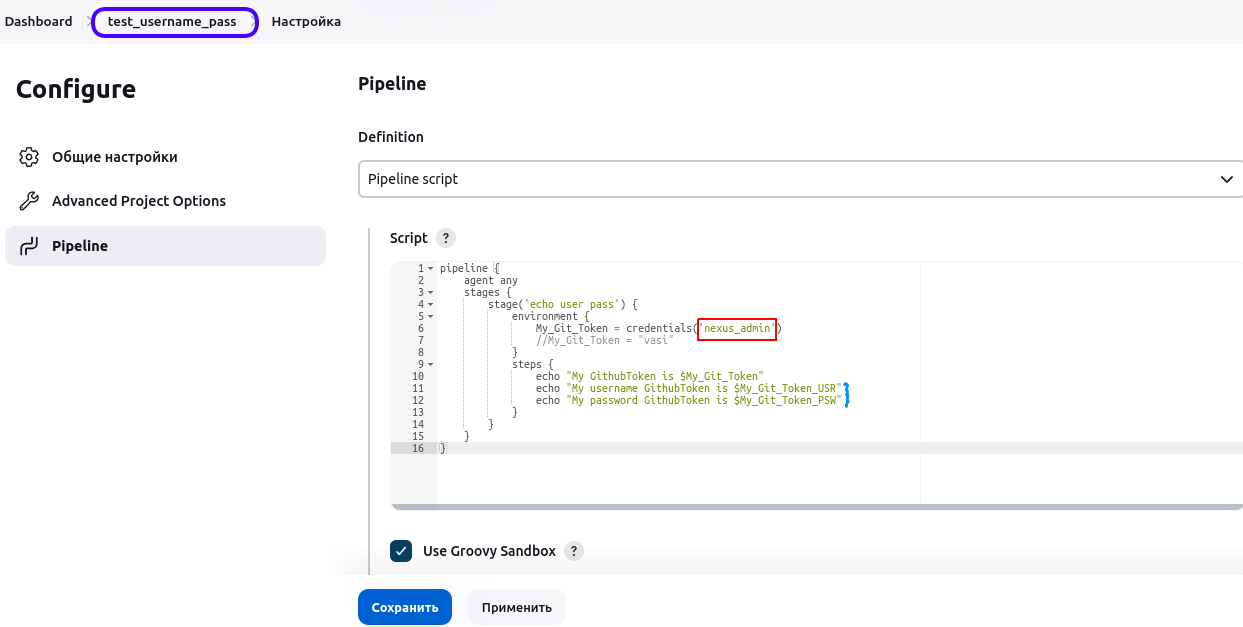 Dashboard test_username_pass Настройка
Configure
Общие настройки
Advanced Project Options
Pipeline
Pipeline
Definition
Pipeline script
Script ?
1 pipeline {
2 agent any
3 stages {
4 stage('echo user pass') {
5 environment {
6 My_Git_Token = credentials('nexus_admin')
7 //My_Git_Token = "vasi"
8 }
9 steps {
10 echo "My GithubToken is $My_Git_Token"
11 echo "My username GithubToken is $My_Git_Token_USR"
12 echo "My password GithubToken is $My_Git_Token_PSW"
13 }
14 }
15 }
16 }
Use Groovy Sandbox ?
Сохранить Применить